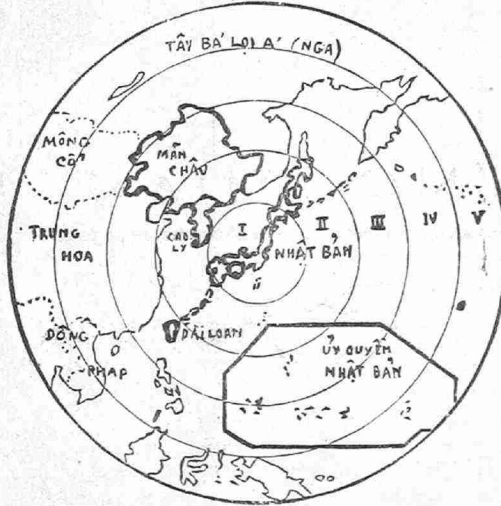 TÂY BÁ LỢI Á (NGA)
MÔNG
CỔ
MÃN
CHÂU
TRUNG
HOA
CAO
LY
I
II
III
IV
V
NHẬT BẢN
ĐÀI LOAN
ĐÔNG
PHÁP
ỦY QUYỀN
NHẬT BẢN